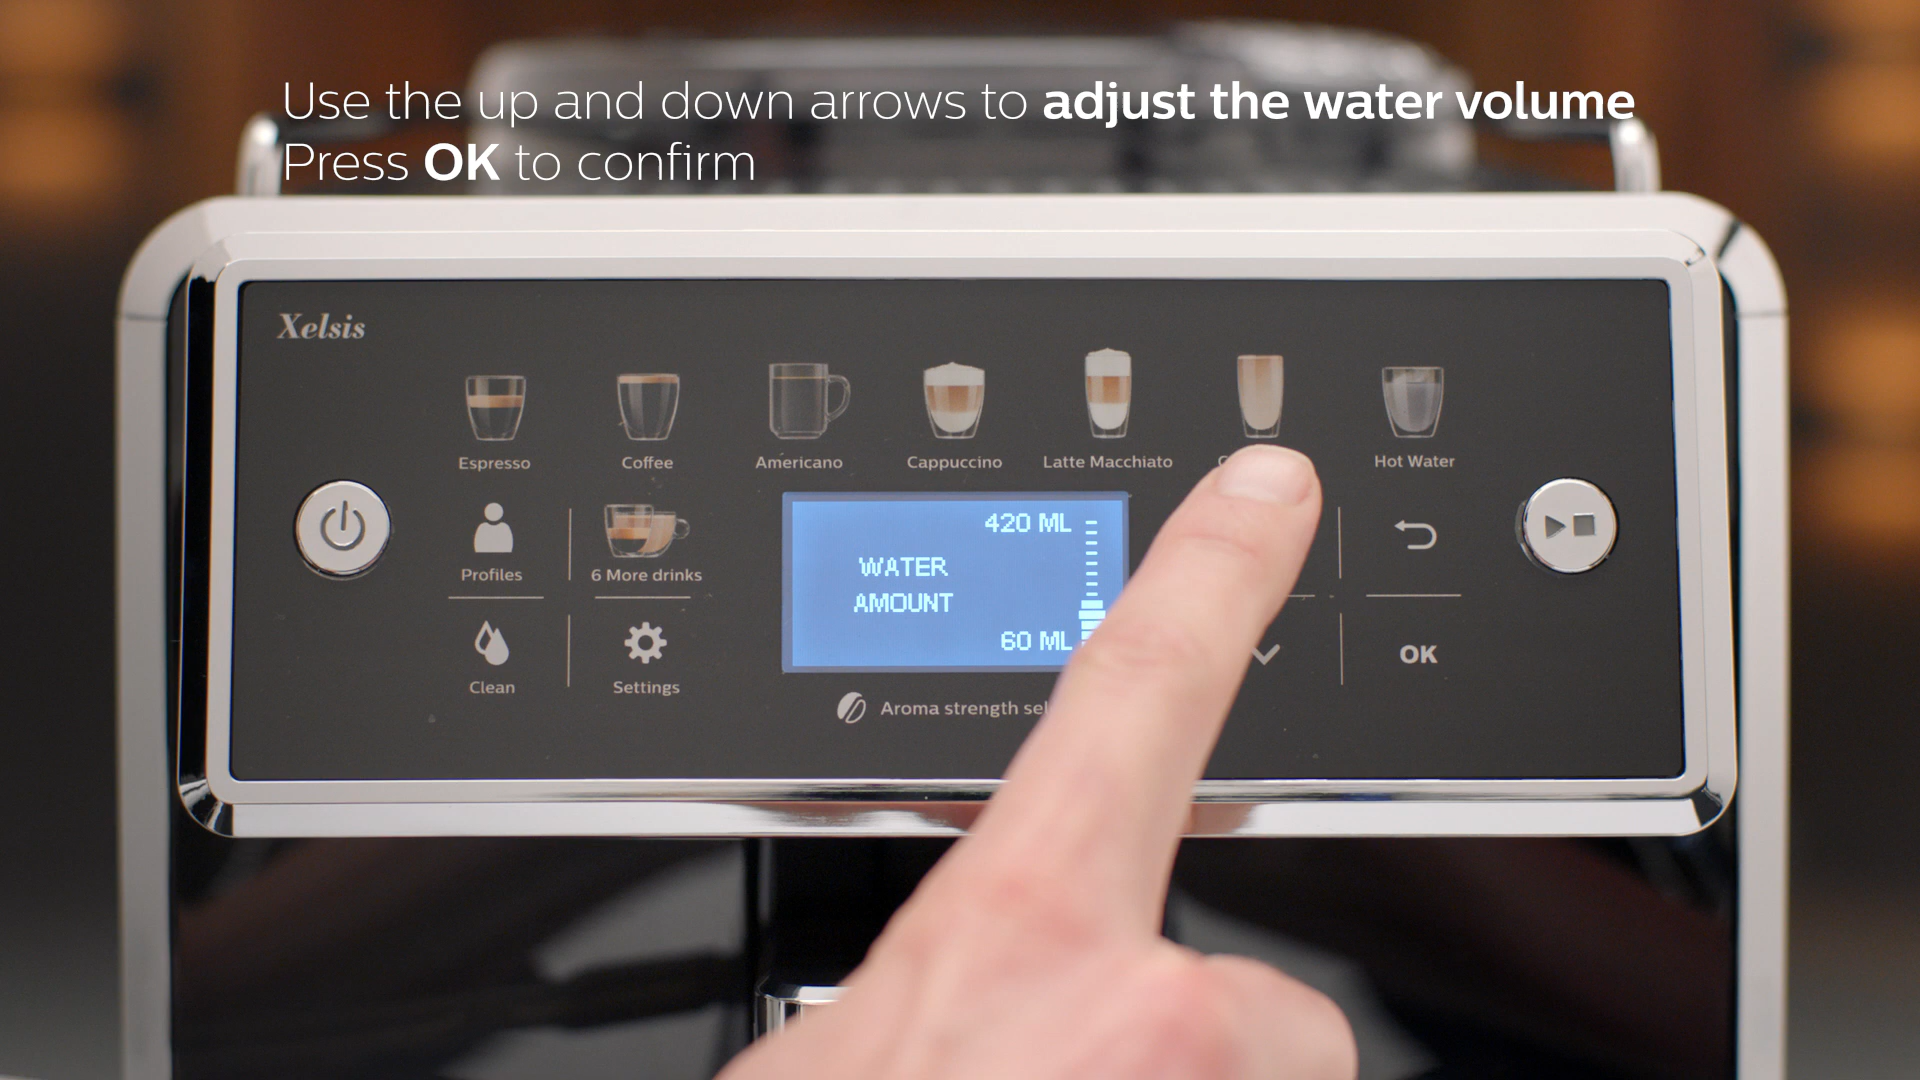 Use the up and down arrows to adjust the water volume
Press OK to confirm
Xelsis
Espresso
Coffee
Americano
Cappuccino
Latte Macchiato
Hot Water
Profiles
6 More drinks
420 ML
WATER
AMOUNT
60 ML
Clean
Settings
OK
Aroma strength